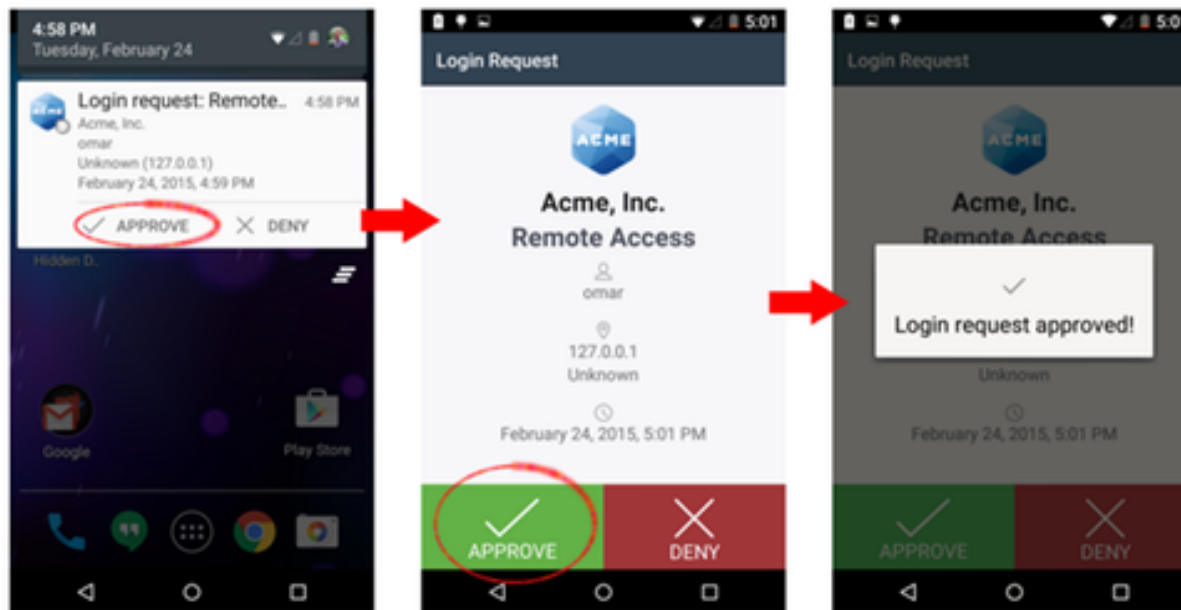 4:58 PM
Tuesday, February 24
Login request: Remote.. 4:58 PM
Acme, Inc.
omar
Unknown (127.0.0.1)
February 24, 2015, 4:59 PM
APPROVE DENY
Hidden D..
Google Play Store
5:01
Login Request
ACME
Acme, Inc.
Remote Access
omar
127.0.0.1
Unknown
February 24, 2015, 5:01 PM
APPROVE DENY
5:0
Login Request
ACME
Acme, Inc.
Remote Access
Login request approved!
Unknown
February 24, 2015, 5:01 PM
APPROVE DENY